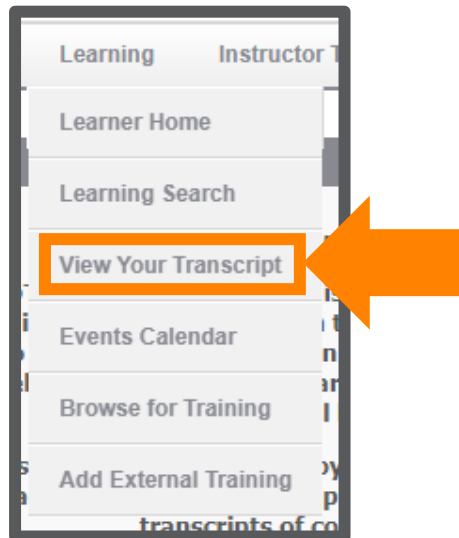 Learning Instructor T
Learner Home
Learning Search
View Your Transcript
Events Calendar
Browse for Training
Add External Training
transcripts of co